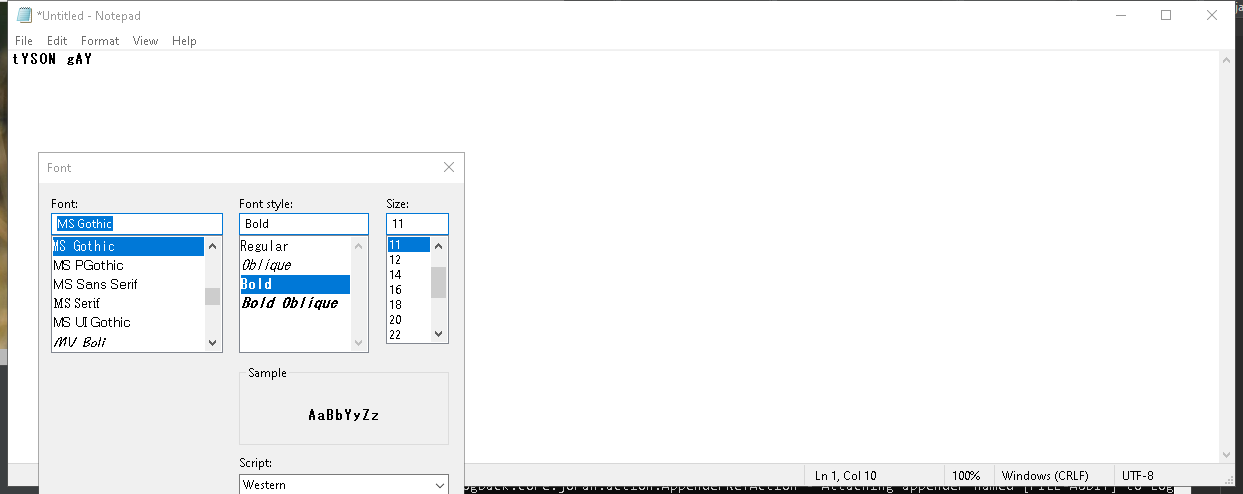 *Untitled - Notepad
File Edit Format View Help
tYSON gAY
Font
Font: Font style: Size:
MS Gothic Bold 11
MS Gothic Regular 11
MS PGothic Oblique 12
MS Sans Serif Bold 14
MS Serif Bold Oblique 16
MS UI Gothic 18
MV Boli 20
22
Sample
AaBbYyZz
Script:
Western
Ln 1, Col 10 100% Windows (CRLF) UTF-8